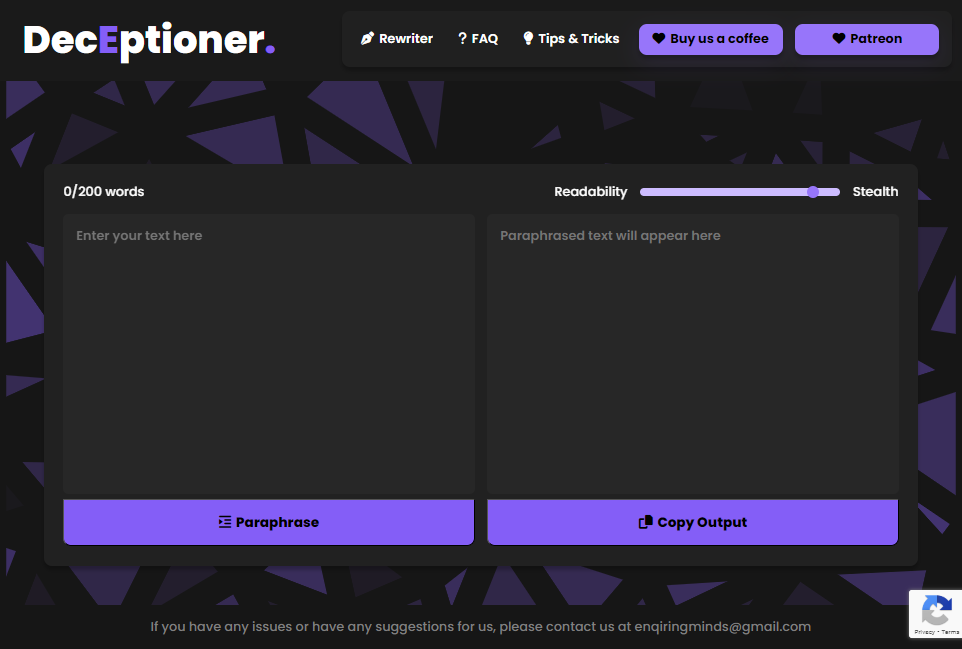 DecEptioner.
Rewriter
? FAQ
Tips & Tricks
Buy us a coffee
Patreon
0/200 words
Readability
Stealth
Enter your text here
Paraphrased text will appear here
Paraphrase
Copy Output
If you have any issues or have any suggestions for us, please contact us at enqiringminds@gmail.com
Privacy - Terms